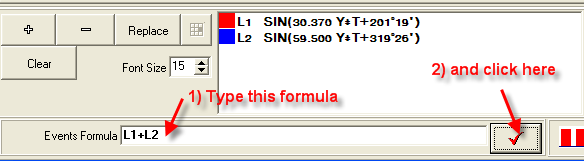 + − Replace
L1 SIN(30.370 Y*T+201°19')
L2 SIN(59.500 Y*T+319°26')
Clear
Font Size 15
1) Type this formula
2) and click here
Events Formula L1+L2